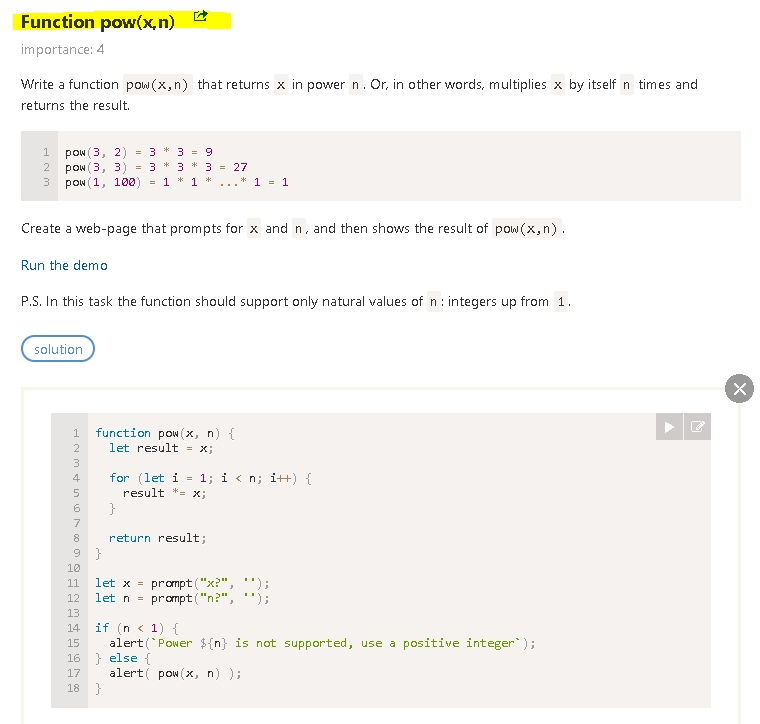 Function pow(x,n)
importance: 4
Write a function pow(x,n) that returns x in power n. Or, in other words, multiplies x by itself n times and
returns the result.
1 pow(3, 2) = 3 * 3 = 9
2 pow(3, 3) = 3 * 3 * 3 = 27
3 pow(1, 100) = 1 * 1 * ...* 1 = 1
Create a web-page that prompts for x and n, and then shows the result of pow(x,n).
Run the demo
P.S. In this task the function should support only natural values of n: integers up from 1.
solution
1 function pow(x, n) {
2   let result = x;
3
4   for (let i = 1; i < n; i++) {
5     result *= x;
6   }
7
8   return result;
9 }
10
11 let x = prompt("x?", '');
12 let n = prompt("n?", '');
13
14 if (n < 1) {
15   alert(`Power ${n} is not supported, use a positive integer`);
16 } else {
17   alert( pow(x, n) );
18 }